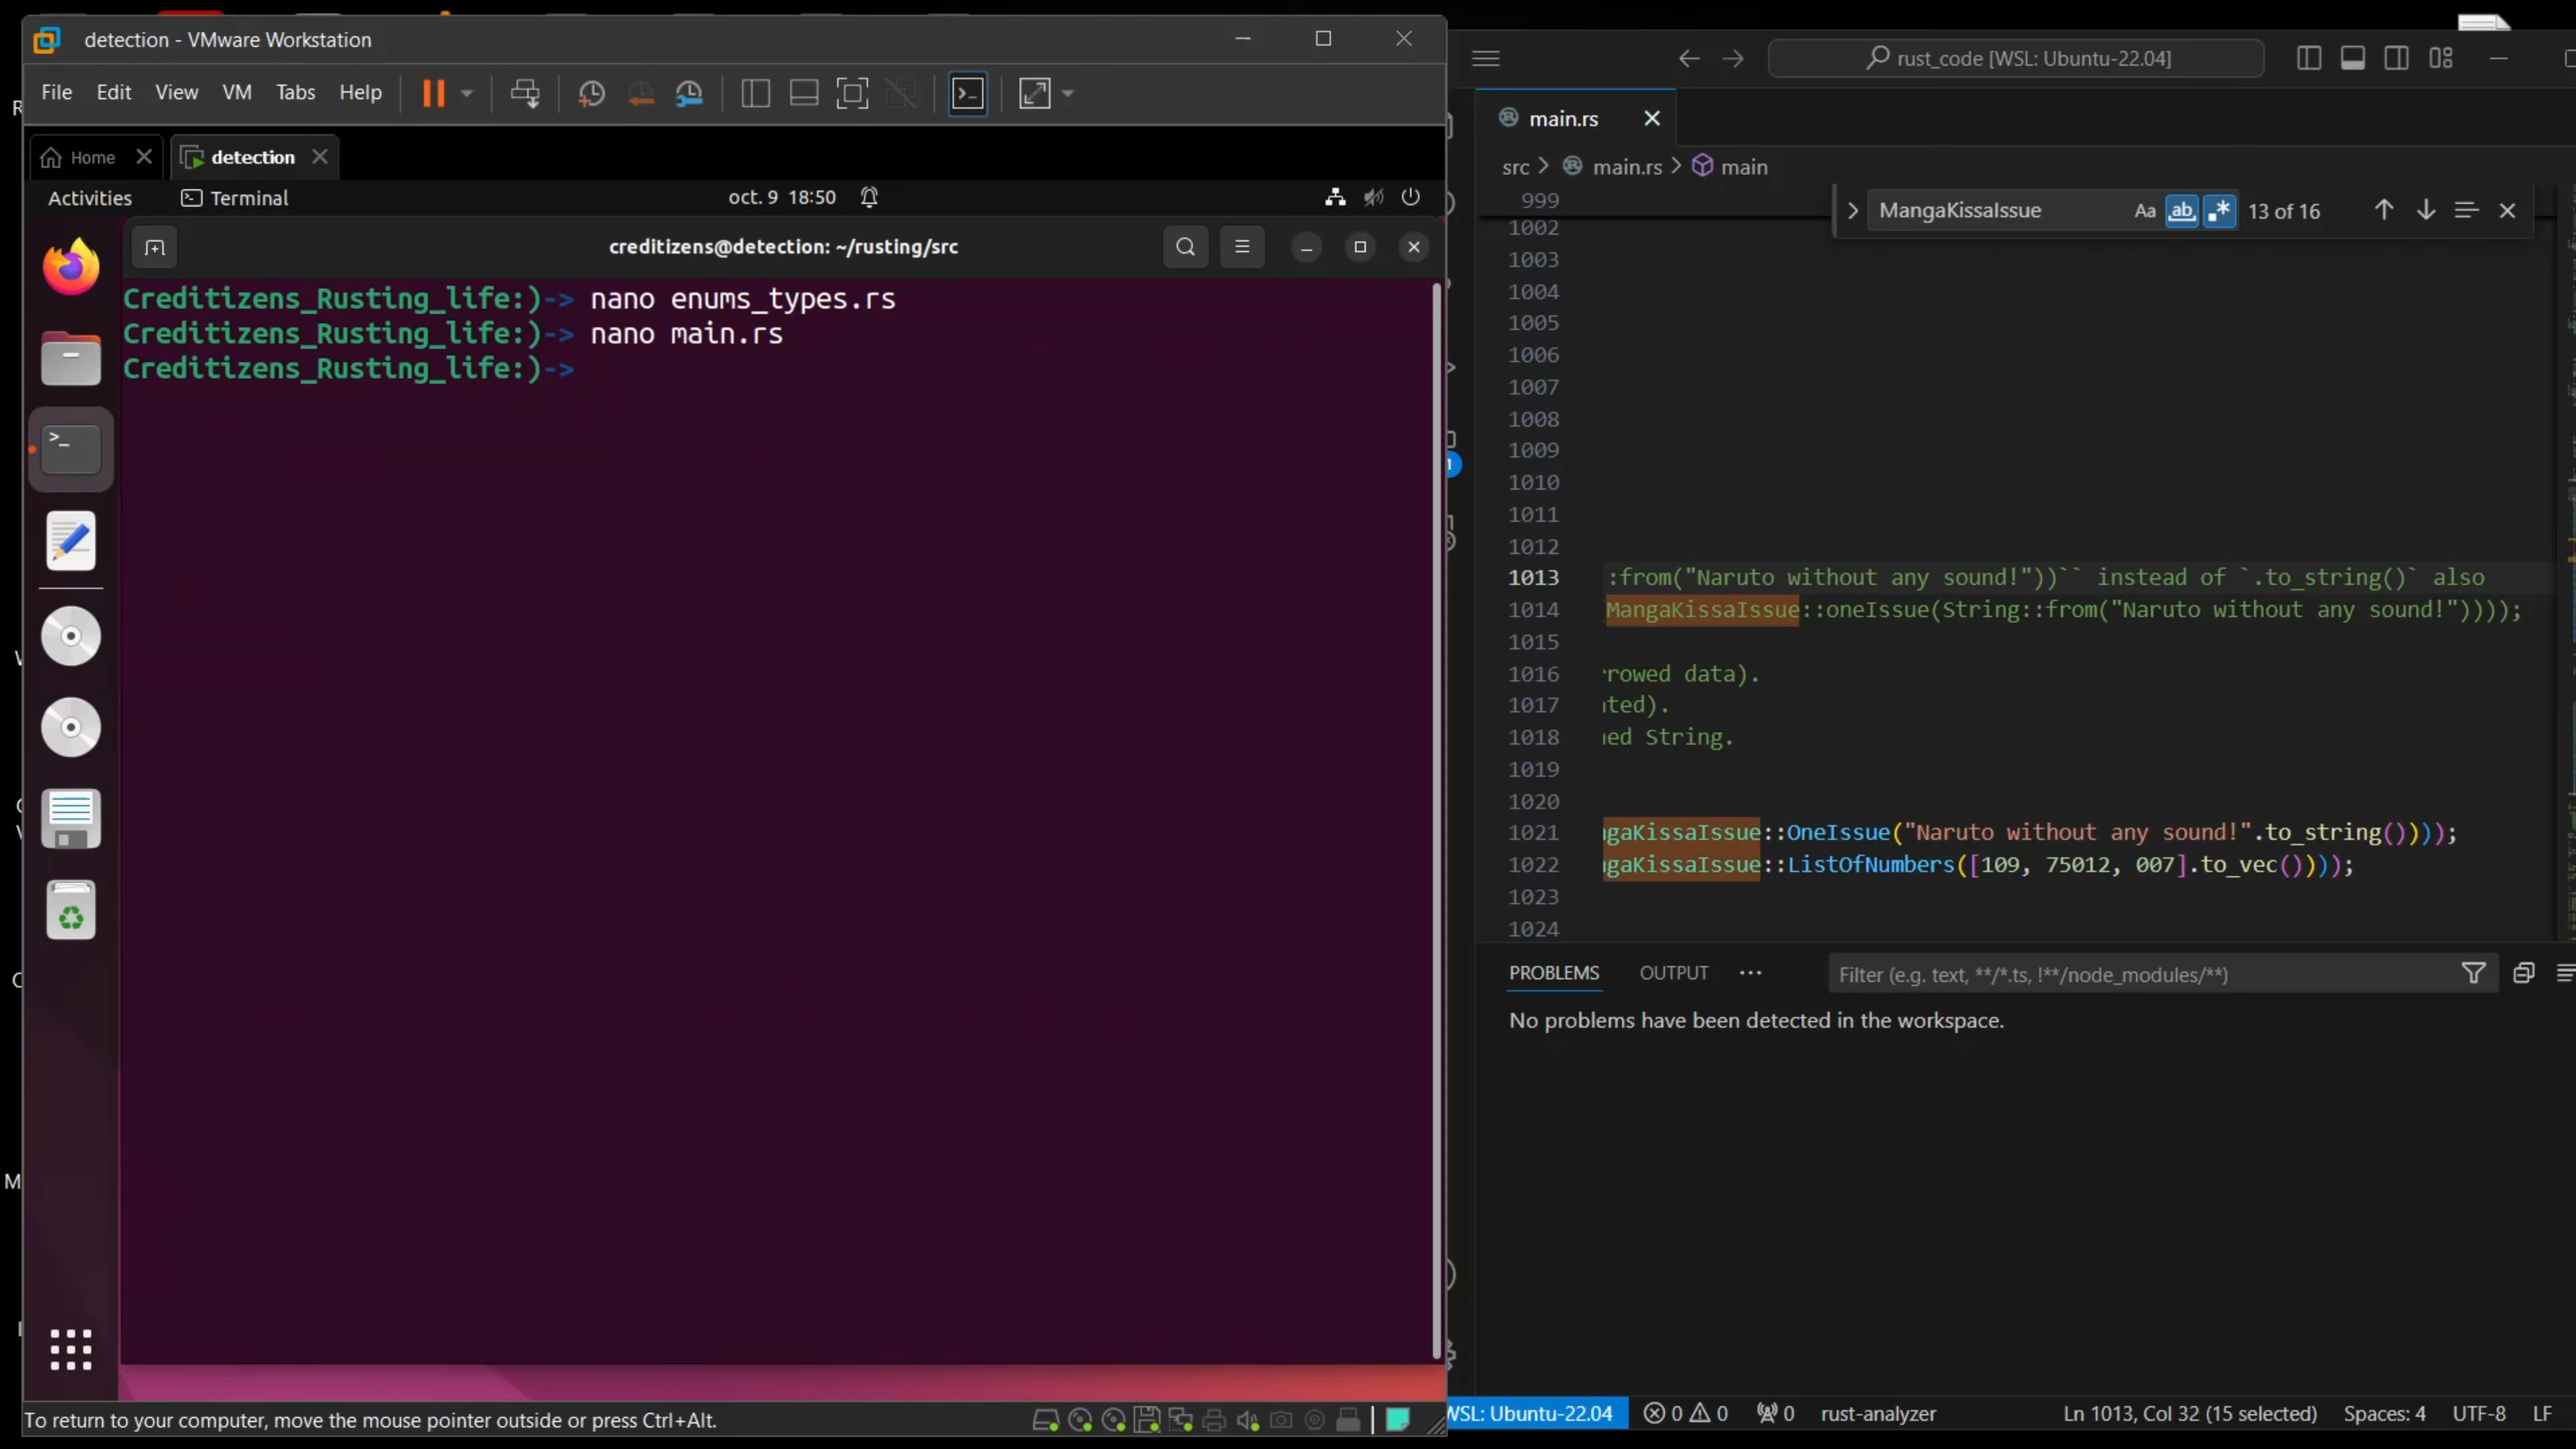 detection - VMware Workstation
File Edit View VM Tabs Help
Home
detection
Activities
Terminal
oct. 9 18:50
creditizens@detection: ~/rusting/src
Creditizens_Rusting_life:)-> nano enums_types.rs
Creditizens_Rusting_life:)-> nano main.rs
Creditizens_Rusting_life:)->
To return to your computer, move the mouse pointer outside or press Ctrl+Alt.
rust_code [WSL: Ubuntu-22.04]
main.rs
src > main.rs > main
MangaKissaIssue Aa ab .* 13 of 16
999
1002
1003
1004
1005
1006
1007
1008
1009
1010
1011
1012
1013 :from("Naruto without any sound!"))`` instead of `.to_string()` also
1014 MangaKissaIssue::oneIssue(String::from("Naruto without any sound!"))));
1015
1016 rrowed data).
1017 ted).
1018 ed String.
1019
1020
1021 gaKissaIssue::OneIssue("Naruto without any sound!".to_string())));
1022 gaKissaIssue::ListOfNumbers([109, 75012, 007].to_vec())));
1023
1024
PROBLEMS OUTPUT ...
Filter (e.g. text, **/*.ts, !**/node_modules/**)
No problems have been detected in the workspace.
WSL: Ubuntu-22.04 0 0 0 rust-analyzer Ln 1013, Col 32 (15 selected) Spaces: 4 UTF-8 LF